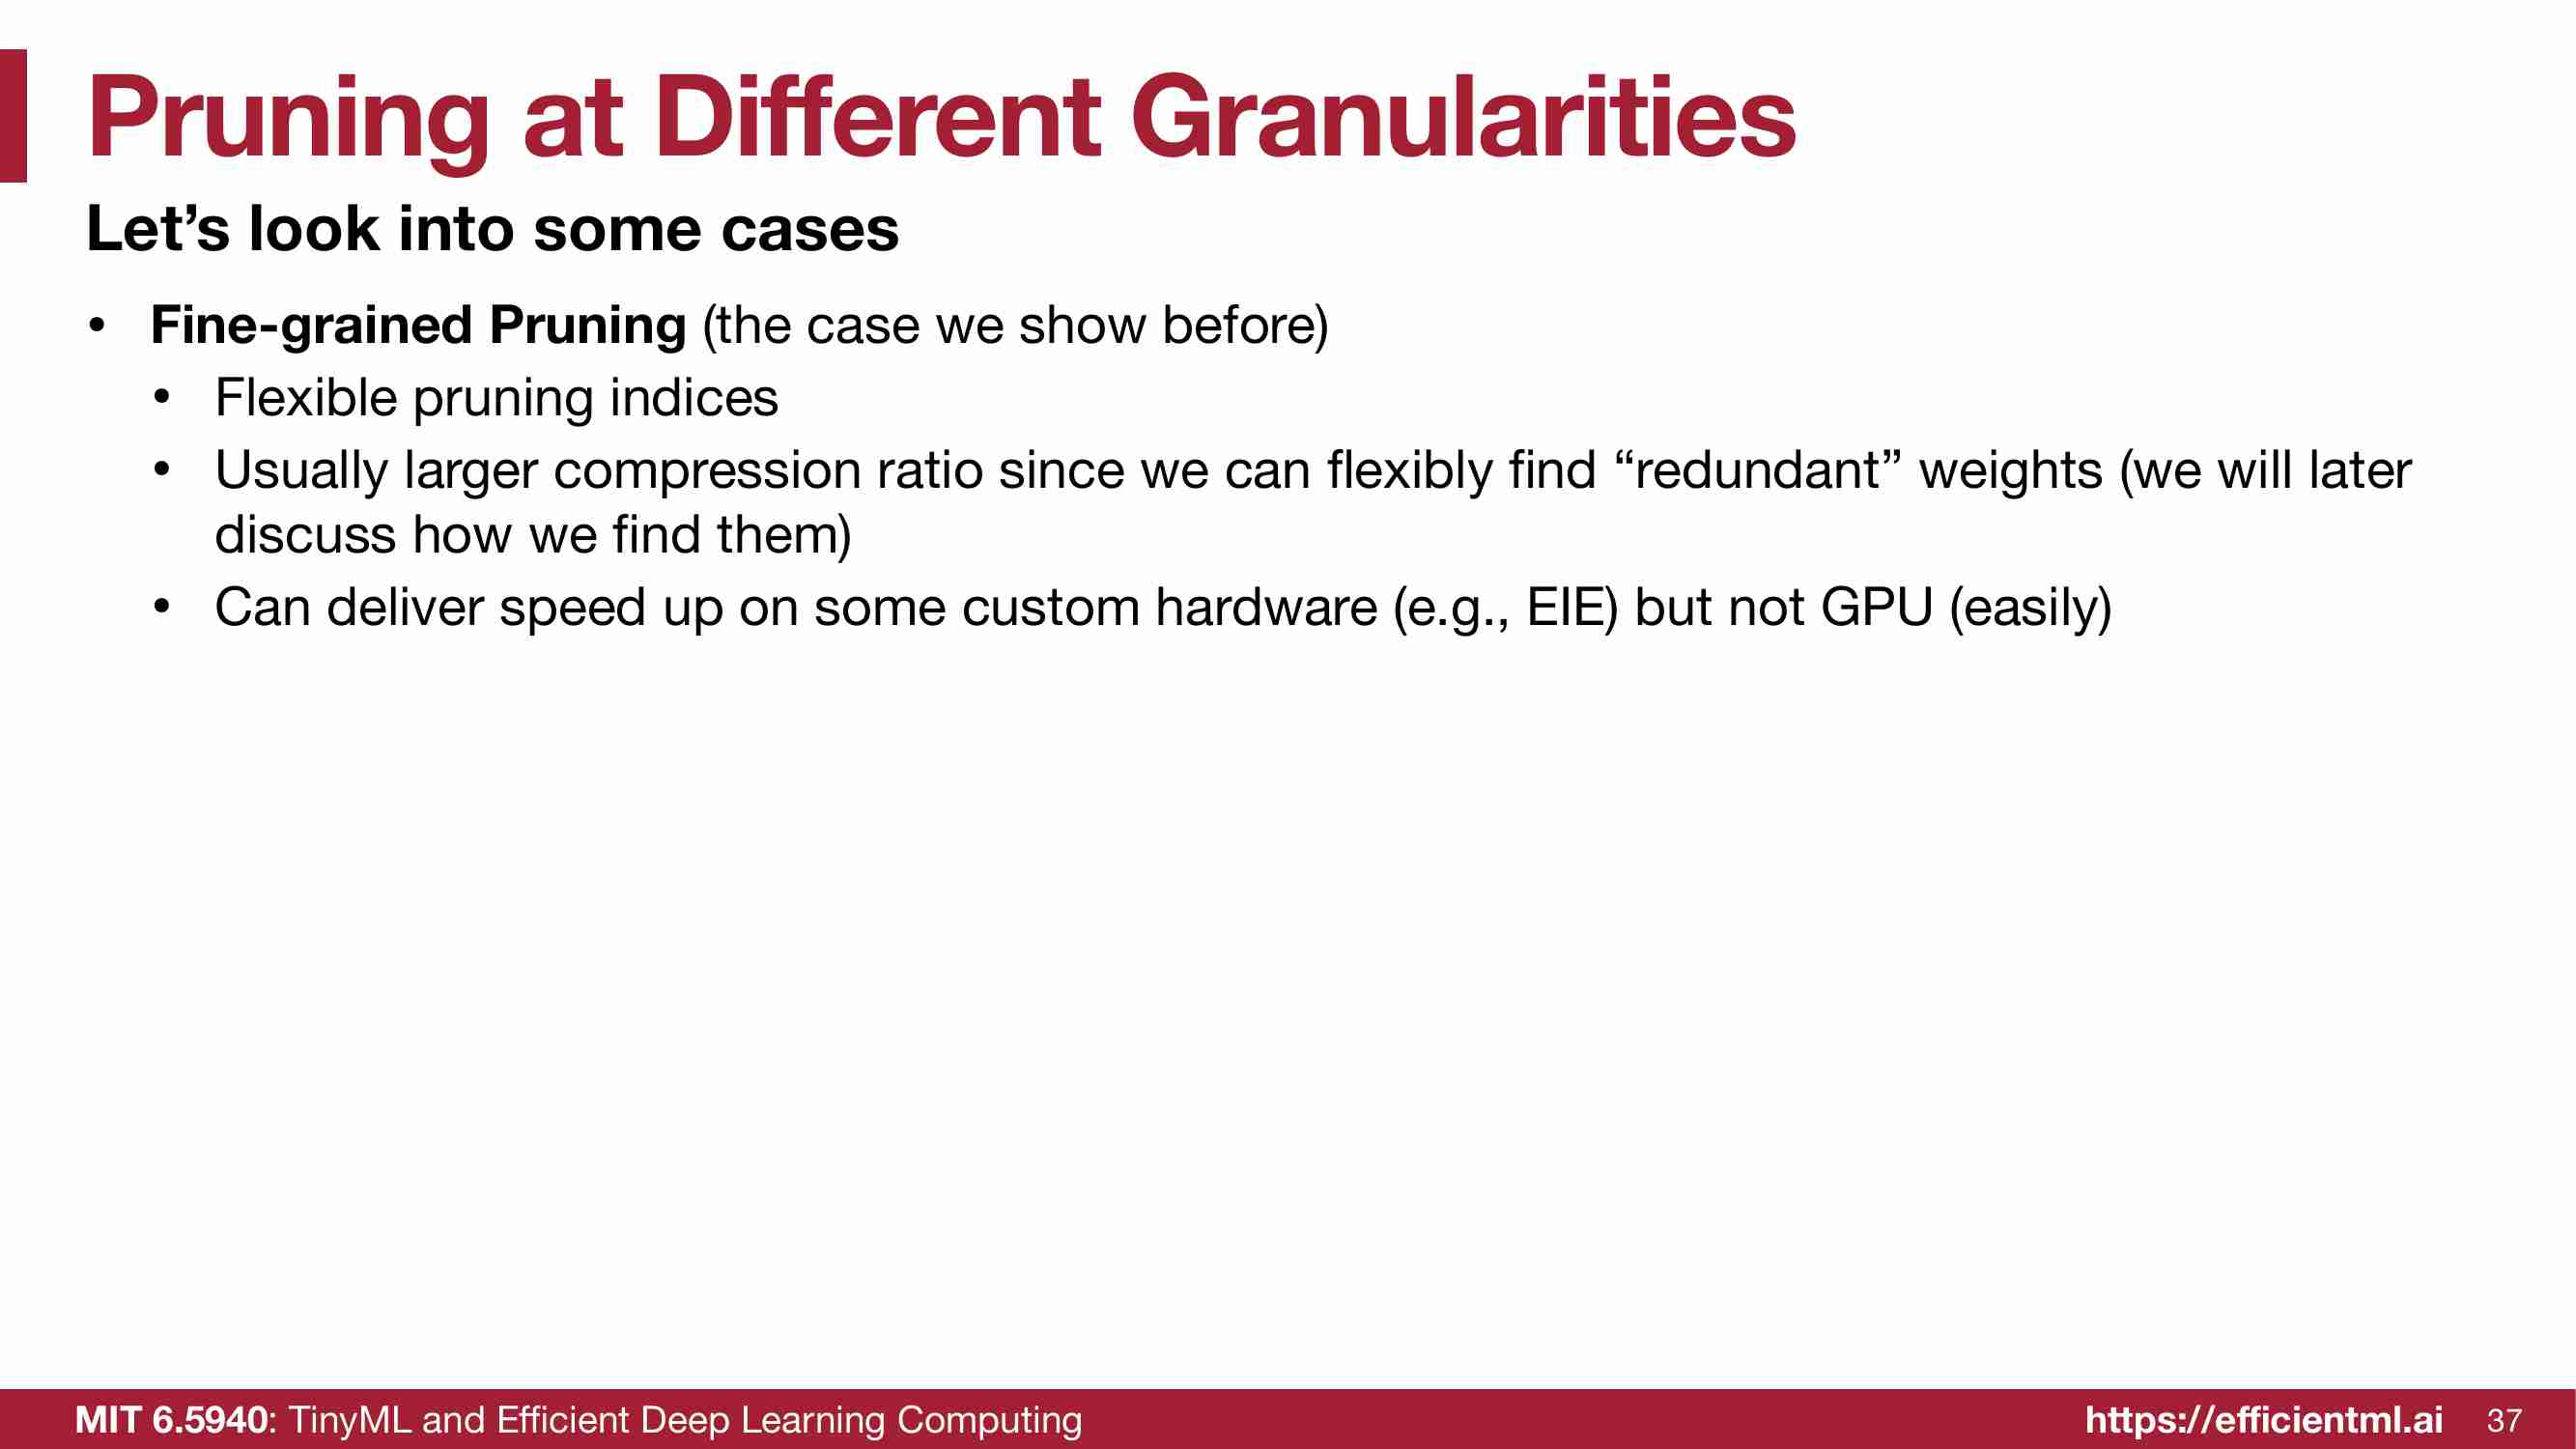 Pruning at Different Granularities
Let’s look into some cases
• Fine-grained Pruning (the case we show before)
• Flexible pruning indices
• Usually larger compression ratio since we can flexibly find “redundant” weights (we will later
discuss how we find them)
• Can deliver speed up on some custom hardware (e.g., EIE) but not GPU (easily)
MIT 6.5940: TinyML and Efficient Deep Learning Computing
https://efficientml.ai 37